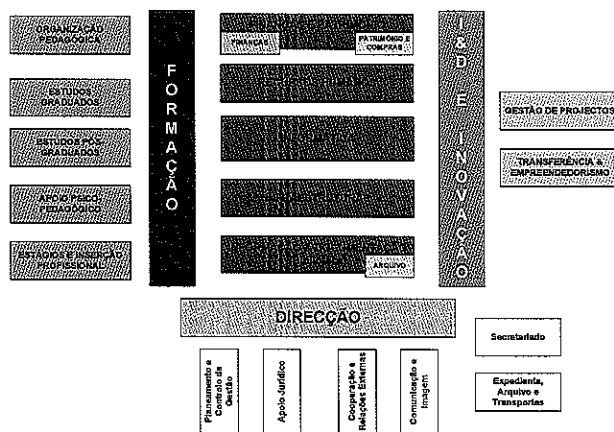 ORGANIZAÇÃO
PEDAGÓGICA
ESTUDOS
GRADUADOS
ESTUDOS PÓS-
GRADUADOS
APOIO PSICO-
PEDAGÓGICO
ESTÁGIOS E INSERÇÃO
PROFISSIONAL
FORMAÇÃO
FINANÇAS
PATRIMÓNIO E
COMPRAS
ARQUIVO
I&D E INOVAÇÃO
GESTÃO DE PROJECTOS
TRANSFERÊNCIA &
EMPREENDEDORISMO
DIRECÇÃO
Planeamento e
Controlo da
Gestão
Apoio Jurídico
Cooperação e
Relações Externas
Comunicação e
Imagem
Secretariado
Expediente,
Arquivo e
Transportes